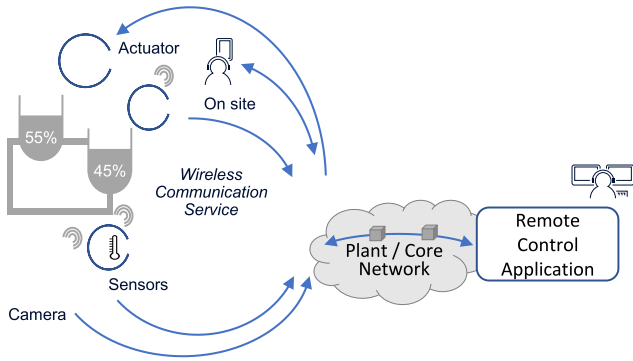 Actuator
On site
55%
45%
Wireless
Communication
Service
Sensors
Camera
Plant / Core
Network
Remote
Control
Application